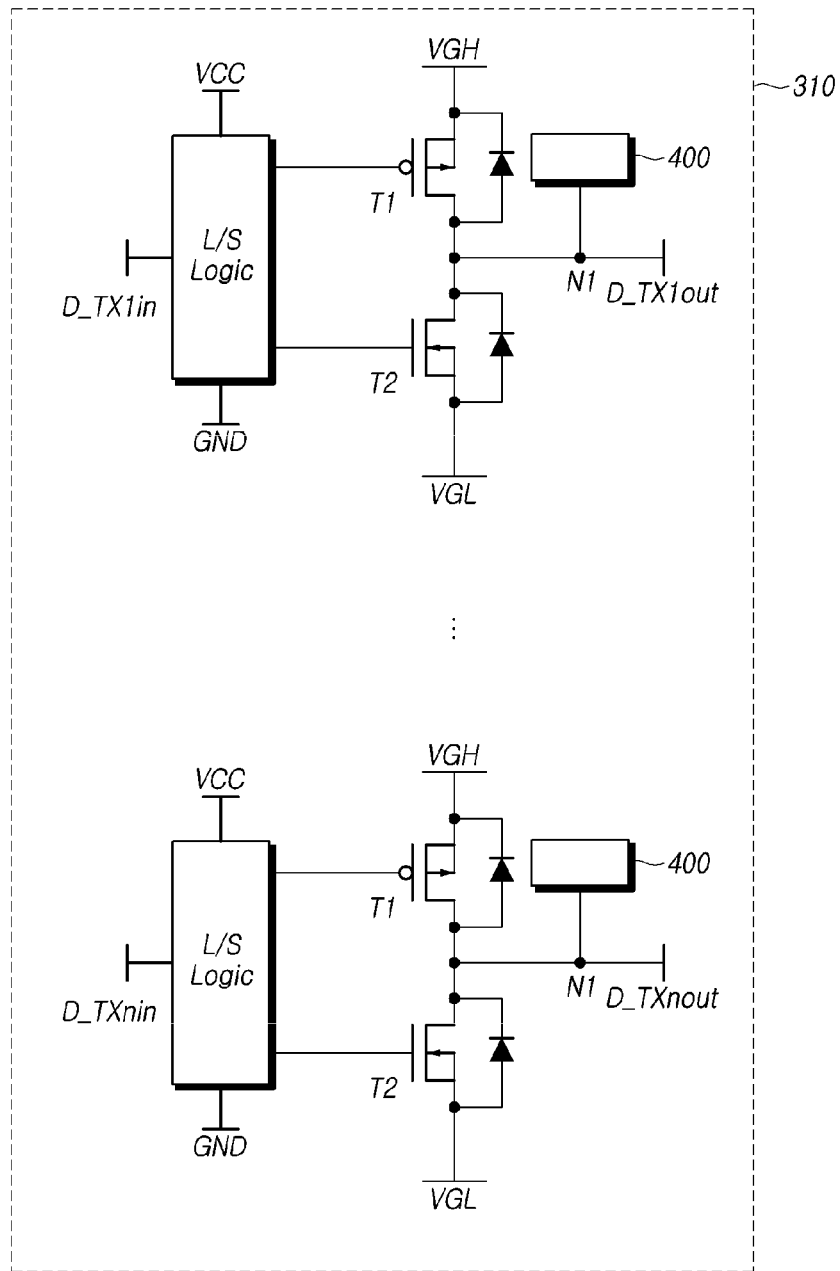 VGH
310
VCC
400
T1
L/S
Logic
D_TX1in
N1
D_TX1out
T2
GND
VGL
⋮
VGH
VCC
400
T1
L/S
Logic
D_TXnin
N1
D_TXnout
T2
GND
VGL